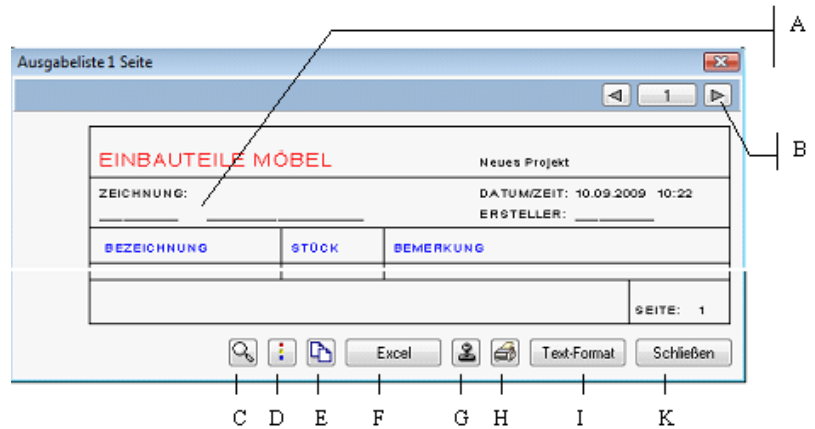 A
Ausgabeliste 1 Seite
1
B
EINBAUTEILE MÖBEL Neues Projekt
ZEICHNUNG: DATUM/ZEIT: 10.09.2009 10:22
ERSTELLER:
BEZEICHNUNG STÜCK BEMERKUNG
SEITE: 1
Excel Text-Format Schließen
C D E F G H I K